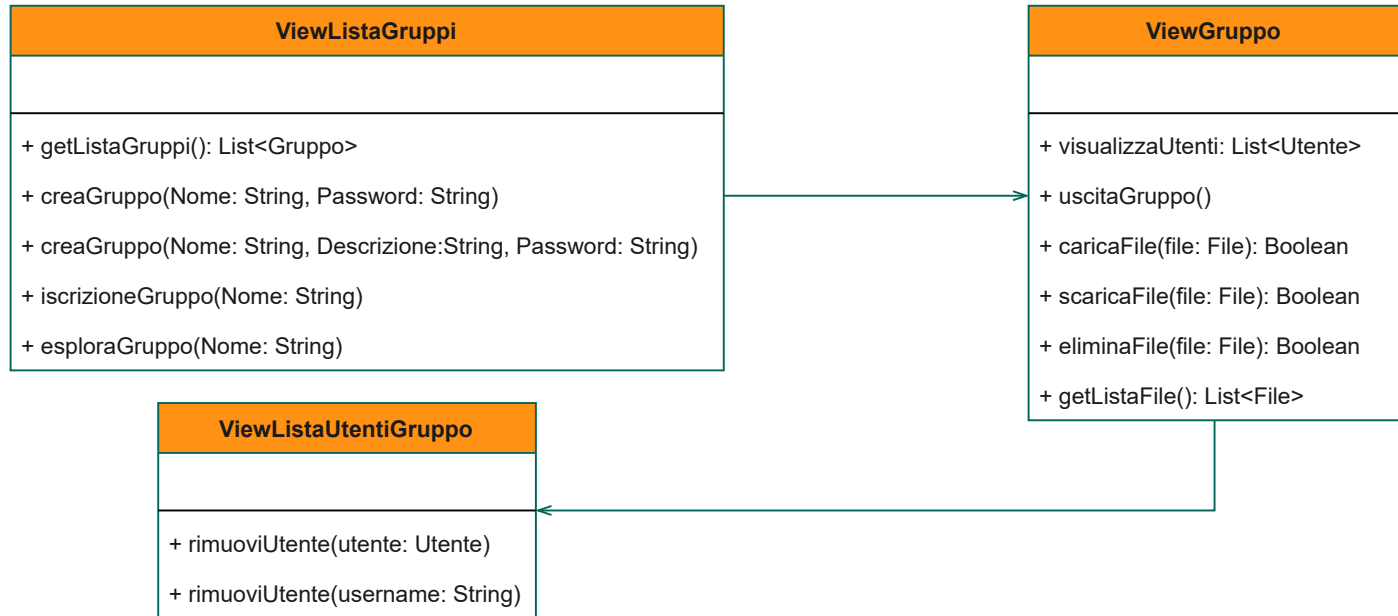 ViewListaGruppi
+ getListaGruppi(): List<Gruppo>
+ creaGruppo(Nome: String, Password: String)
+ creaGruppo(Nome: String, Descrizione:String, Password: String)
+ iscrizioneGruppo(Nome: String)
+ esploraGruppo(Nome: String)
ViewGruppo
+ visualizzaUtenti: List<Utente>
+ uscitaGruppo()
+ caricaFile(file: File): Boolean
+ scaricaFile(file: File): Boolean
+ eliminaFile(file: File): Boolean
+ getListaFile(): List<File>
ViewListaUtentiGruppo
+ rimuoviUtente(utente: Utente)
+ rimuoviUtente(username: String)